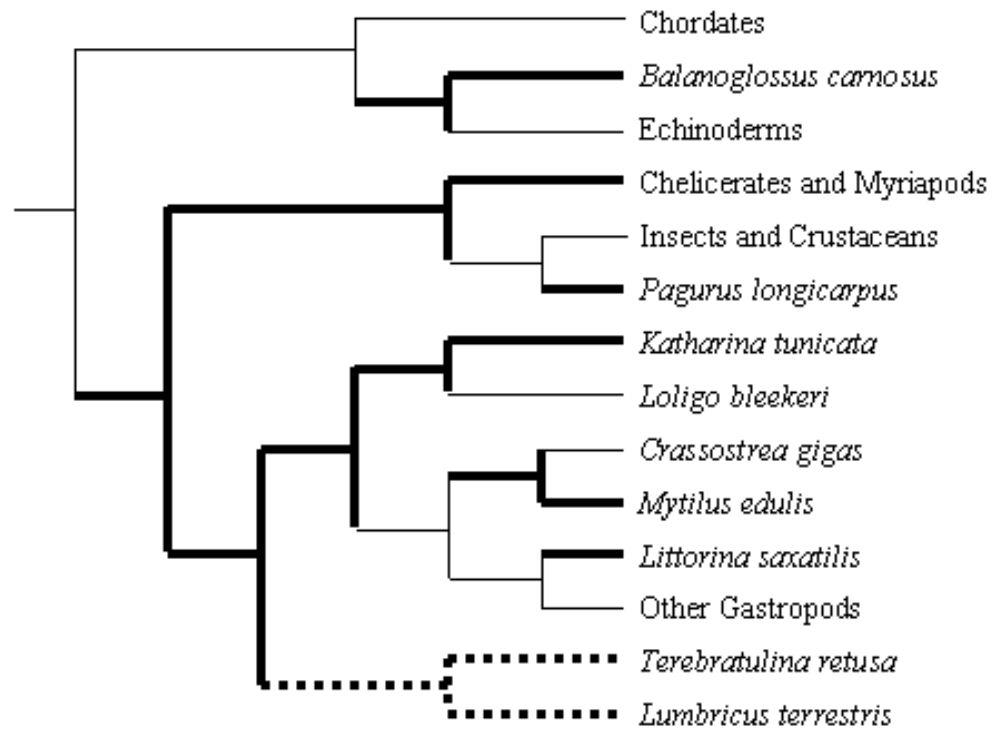 Chordates
Balanoglossus carnosus
Echinoderms
Chelicerates and Myriapods
Insects and Crustaceans
Pagurus longicarpus
Katharina tunicata
Loligo bleekeri
Crassostrea gigas
Mytilus edulis
Littorina saxatilis
Other Gastropods
Terebratulina retusa
Lumbricus terrestris